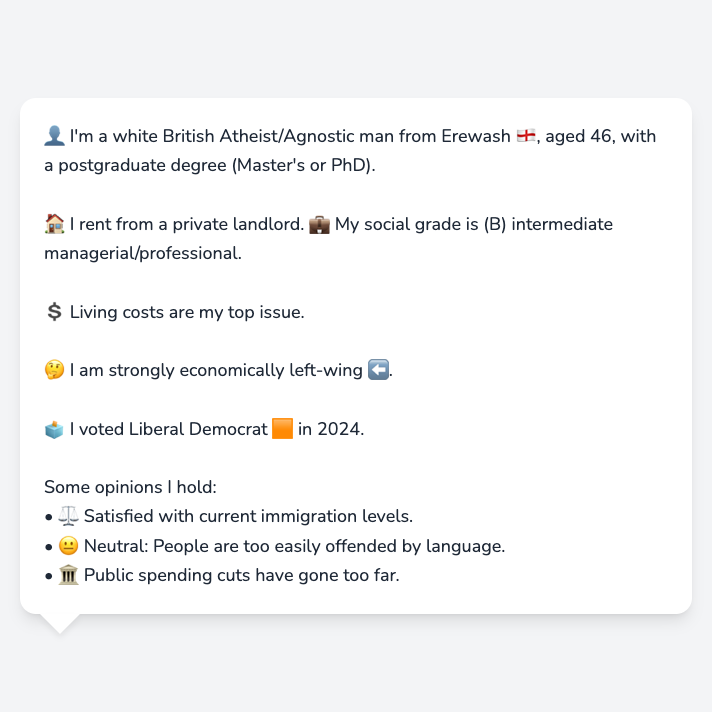 👤 I'm a white British Atheist/Agnostic man from Erewash 🏴󠁧󠁢󠁥󠁮󠁧󠁿, aged 46, with
a postgraduate degree (Master's or PhD).
🏠 I rent from a private landlord. 💼 My social grade is (B) intermediate
managerial/professional.
💲 Living costs are my top issue.
🤔 I am strongly economically left-wing ⬅️.
🗳️ I voted Liberal Democrat 🟧 in 2024.
Some opinions I hold:
• ⚖️ Satisfied with current immigration levels.
• 😐 Neutral: People are too easily offended by language.
• 🏛️ Public spending cuts have gone too far.